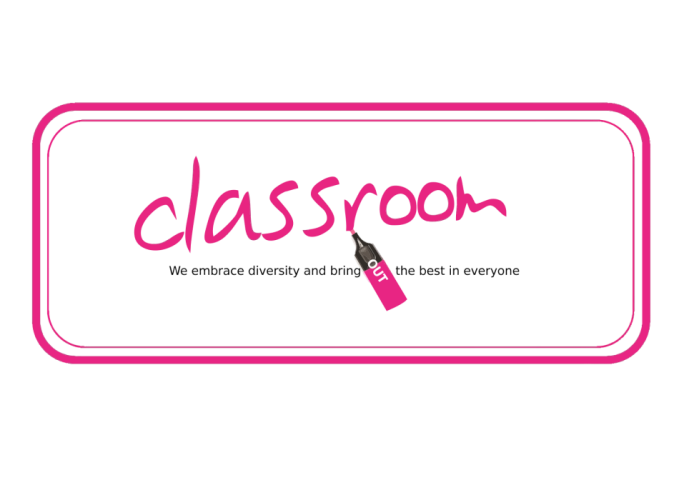 classroom
We embrace diversity and bring OUT the best in everyone